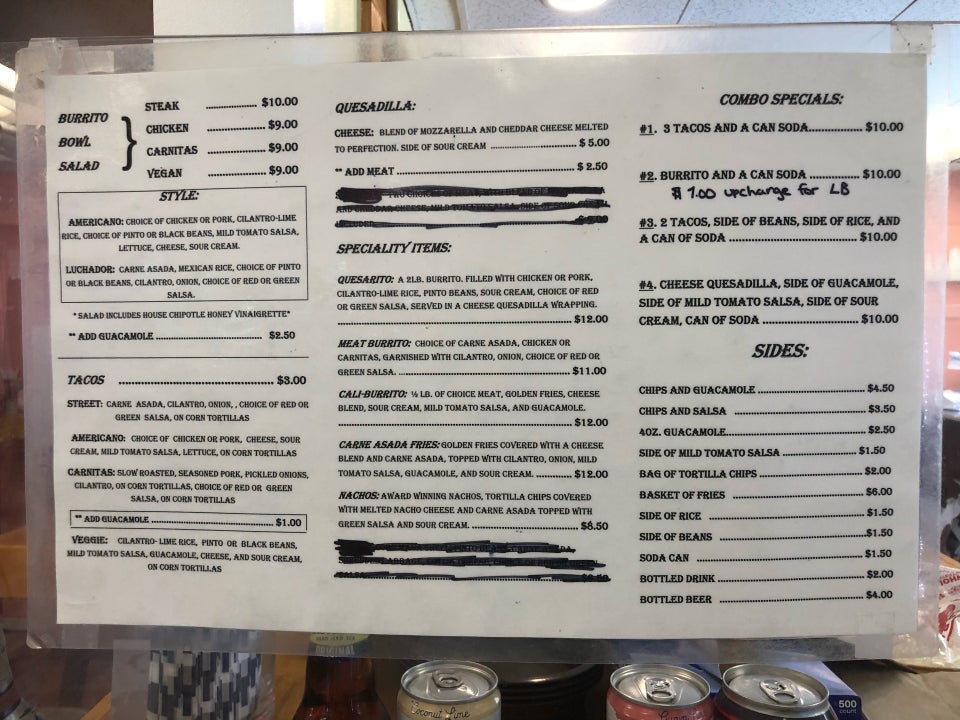 BURRITO
BOWL
SALAD
STEAK ................ $10.00
CHICKEN ................ $9.00
CARNITAS ................ $9.00
VEGAN ................ $9.00
STYLE:
AMERICANO: CHOICE OF CHICKEN OR PORK, CILANTRO-LIME
RICE, CHOICE OF PINTO OR BLACK BEANS, MILD TOMATO SALSA,
LETTUCE, CHEESE, SOUR CREAM.
LUCHADOR: CARNE ASADA, MEXICAN RICE, CHOICE OF PINTO
OR BLACK BEANS, CILANTRO, ONION, CHOICE OF RED OR GREEN
SALSA.
* SALAD INCLUDES HOUSE CHIPOTLE HONEY VINAIGRETTE*
** ADD GUACAMOLE ................ $2.50
TACOS ................ $3.00
STREET: CARNE ASADA, CILANTRO, ONION, , CHOICE OF RED OR
GREEN SALSA, ON CORN TORTILLAS
AMERICANO: CHOICE OF CHICKEN OR PORK, CHEESE, SOUR
CREAM, MILD TOMATO SALSA, LETTUCE, ON CORN TORTILLAS
CARNITAS: SLOW ROASTED, SEASONED PORK, PICKLED ONIONS,
CILANTRO, ON CORN TORTILLAS, CHOICE OF RED OR GREEN
SALSA, ON CORN TORTILLAS
** ADD GUACAMOLE ................ $1.00
VEGGIE: CILANTRO- LIME RICE, PINTO OR BLACK BEANS,
MILD TOMATO SALSA, GUACAMOLE, CHEESE, AND SOUR CREAM,
ON CORN TORTILLAS
QUESADILLA:
CHEESE: BLEND OF MOZZARELLA AND CHEDDAR CHEESE MELTED
TO PERFECTION. SIDE OF SOUR CREAM ................ $ 5.00
** ADD MEAT ................ $ 2.50
SPECIALITY ITEMS:
QUESARITO: A 2LB. BURRITO. FILLED WITH CHICKEN OR PORK,
CILANTRO-LIME RICE, PINTO BEANS, SOUR CREAM, CHOICE OF RED
OR GREEN SALSA, SERVED IN A CHEESE QUESADILLA WRAPPING.
................ $12.00
MEAT BURRITO: CHOICE OF CARNE ASADA, CHICKEN OR
CARNITAS, GARNISHED WITH CILANTRO, ONION, CHOICE OF RED OR
GREEN SALSA. ................ $11.00
CALI-BURRITO: ½ LB. OF CHOICE MEAT, GOLDEN FRIES, CHEESE
BLEND, SOUR CREAM, MILD TOMATO SALSA, AND GUACAMOLE.
................ $12.00
CARNE ASADA FRIES: GOLDEN FRIES COVERED WITH A CHEESE
BLEND AND CARNE ASADA, TOPPED WITH CILANTRO, ONION, MILD
TOMATO SALSA, GUACAMOLE, AND SOUR CREAM. ................ $12.00
NACHOS: AWARD WINNING NACHOS, TORTILLA CHIPS COVERED
WITH MELTED NACHO CHEESE AND CARNE ASADA TOPPED WITH
GREEN SALSA AND SOUR CREAM. ................ $8.50
COMBO SPECIALS:
#1. 3 TACOS AND A CAN SODA................ $10.00
#2. BURRITO AND A CAN SODA ................ $10.00
$ 1.00 upcharge for LB
#3. 2 TACOS, SIDE OF BEANS, SIDE OF RICE, AND
A CAN OF SODA ................ $10.00
#4. CHEESE QUESADILLA, SIDE OF GUACAMOLE,
SIDE OF MILD TOMATO SALSA, SIDE OF SOUR
CREAM, CAN OF SODA ................ $10.00
SIDES:
CHIPS AND GUACAMOLE ................ $4.50
CHIPS AND SALSA ................ $3.50
4OZ. GUACAMOLE................ $2.50
SIDE OF MILD TOMATO SALSA ................ $1.50
BAG OF TORTILLA CHIPS ................ $2.00
BASKET OF FRIES ................ $6.00
SIDE OF RICE ................ $1.50
SIDE OF BEANS ................ $1.50
SODA CAN ................ $1.50
BOTTLED DRINK ................ $2.00
BOTTLED BEER ................ $4.00
Coconut Lime
500
count